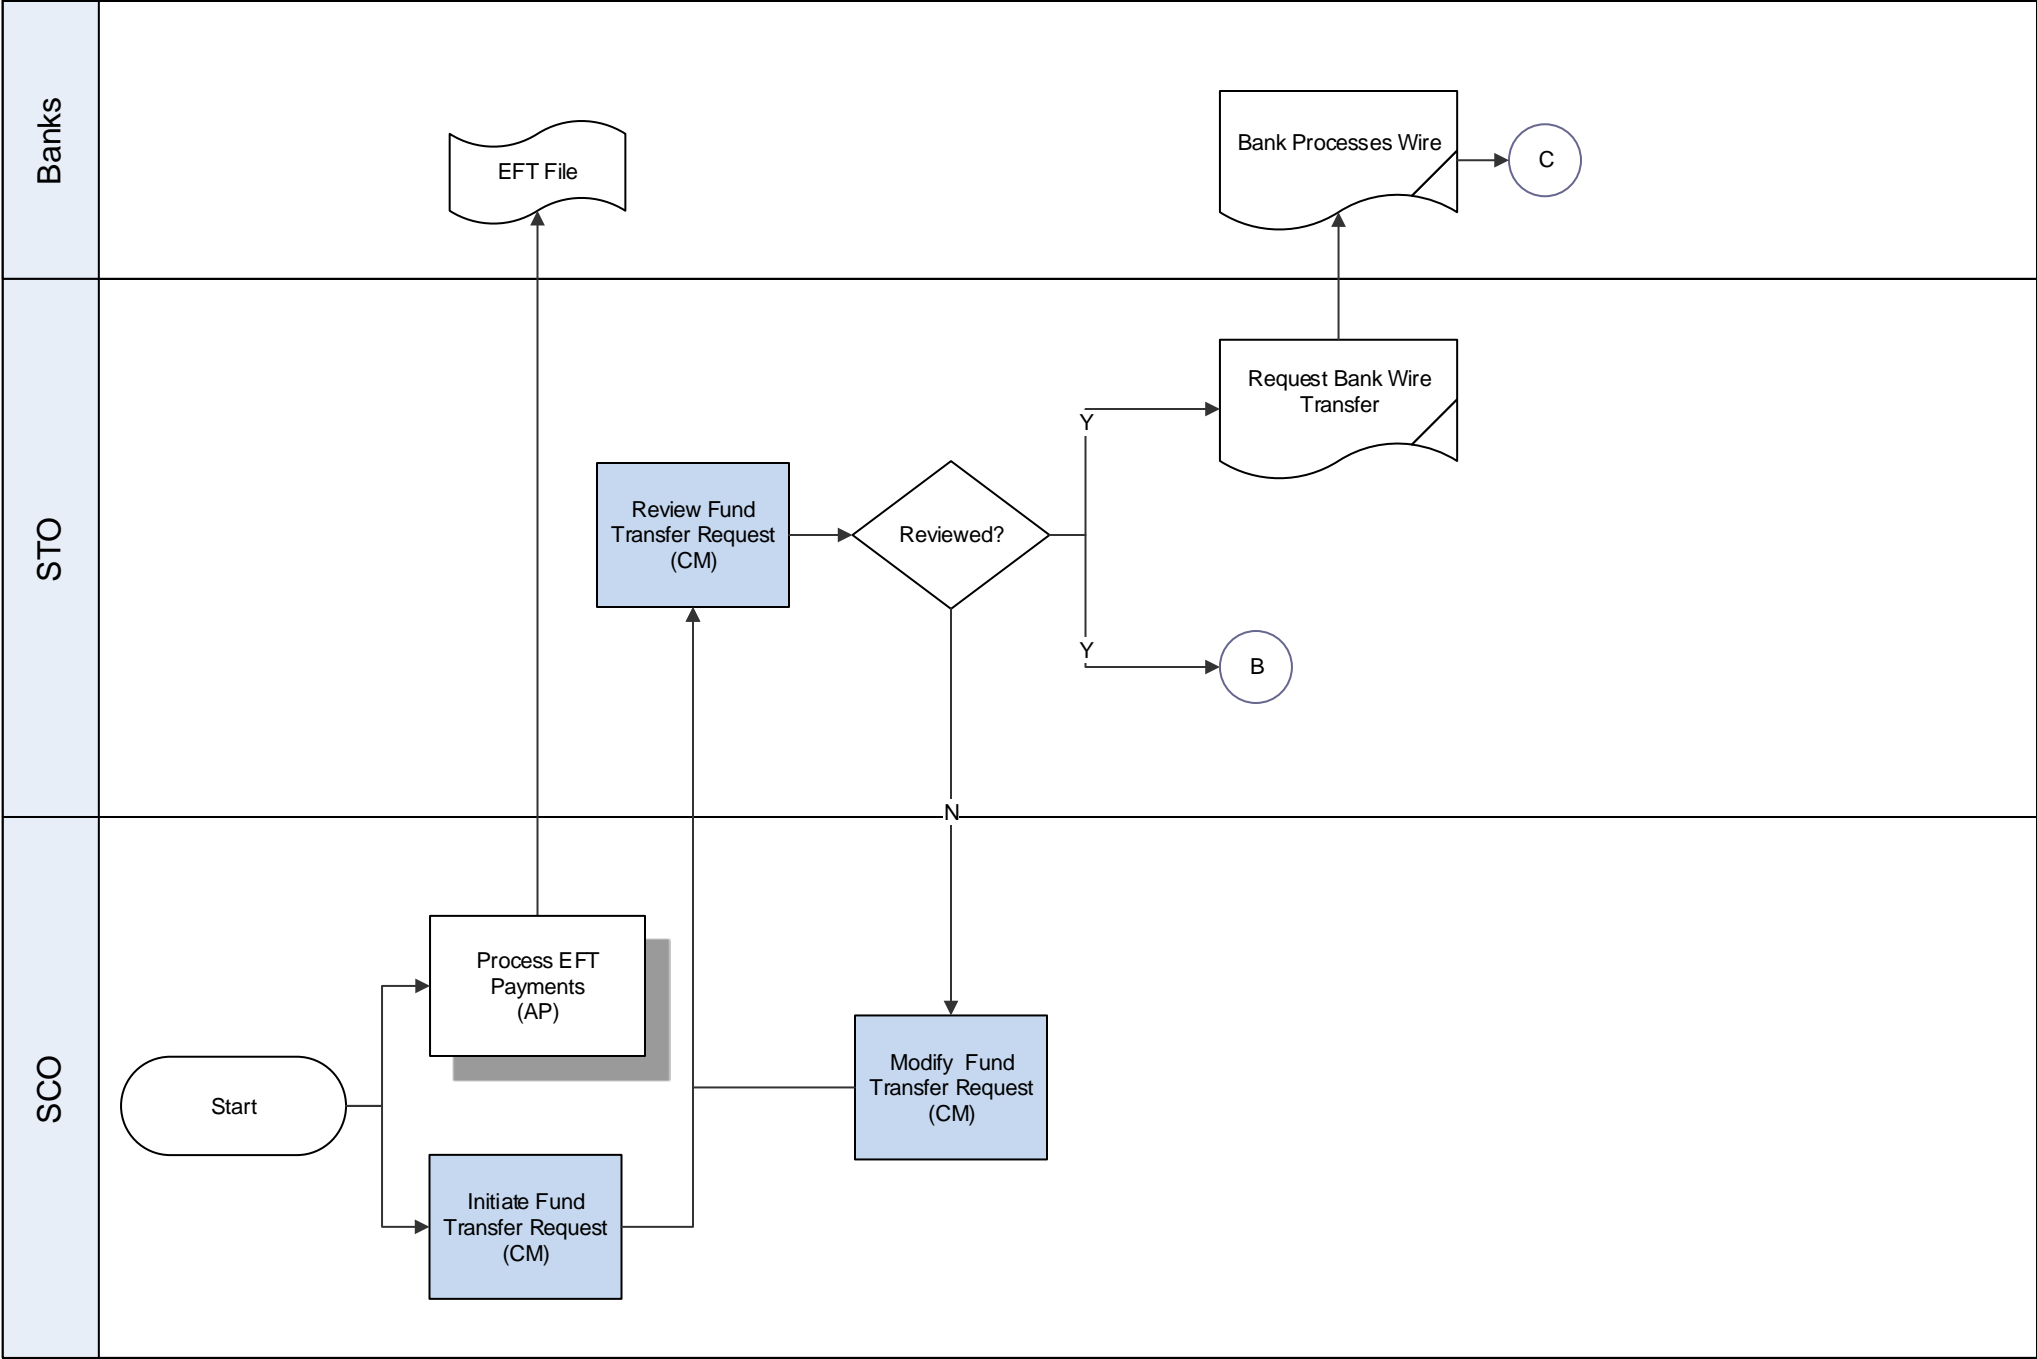 Banks
EFT File
Bank Processes Wire
C
STO
Request Bank Wire
Transfer
Y
Review Fund
Transfer Request
(CM)
Reviewed?
Y
B
N
SCO
Process EFT
Payments
(AP)
Start
Modify  Fund
Transfer Request
(CM)
Initiate Fund
Transfer Request
(CM)